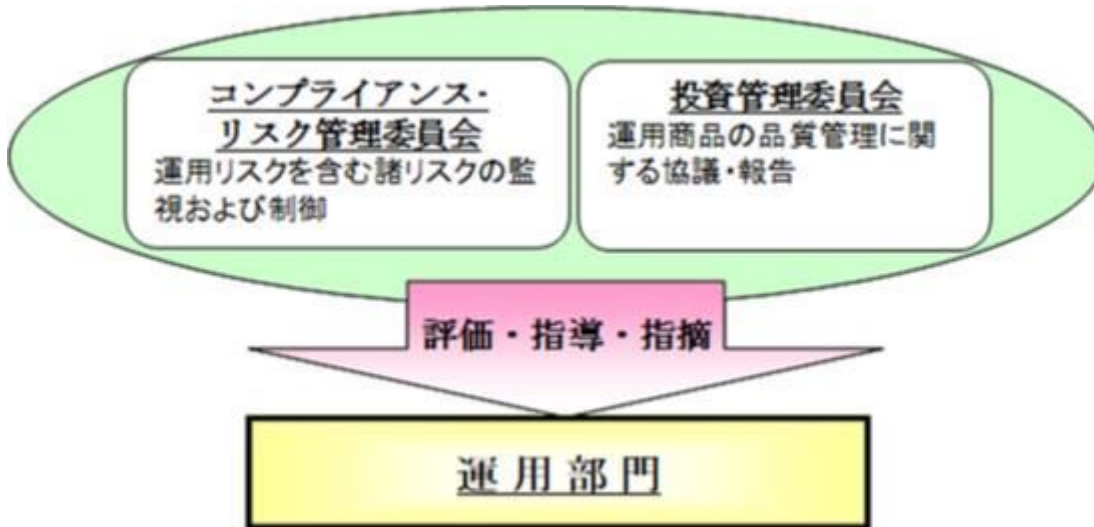 コンプライアンス・
リスク管理委員会
運用リスクを含む諸リスクの監
視および制御
投資管理委員会
運用商品の品質管理に関
する協議・報告
評価・指導・指摘
運用部門